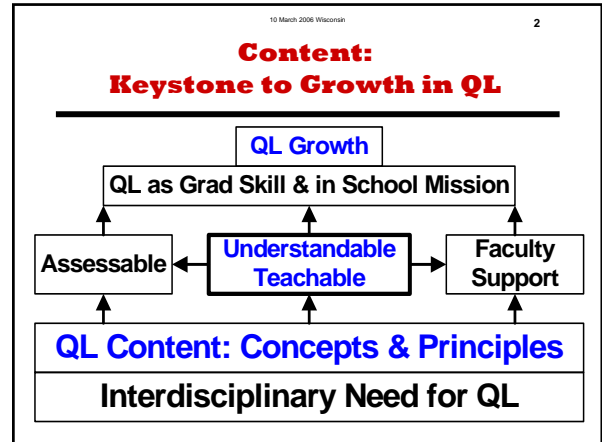 10 March 2006 Wisconsin
2
Content:
Keystone to Growth in QL
QL Growth
QL as Grad Skill & in School Mission
Assessable
Understandable
Teachable
Faculty
Support
QL Content: Concepts & Principles
Interdisciplinary Need for QL